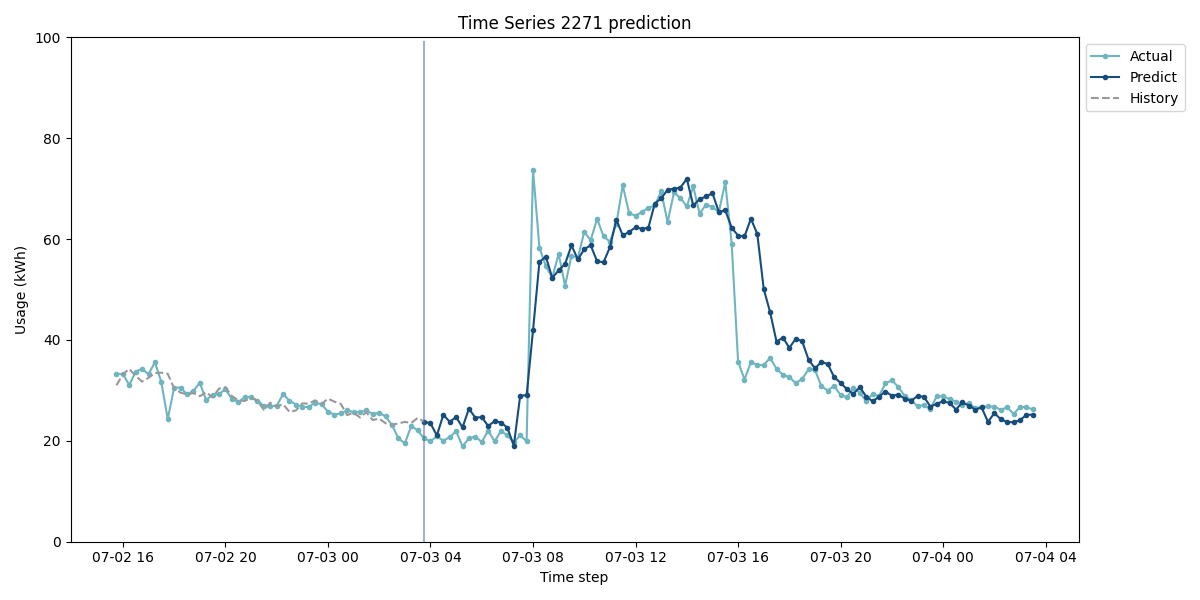 Time Series 2271 prediction
100
80
60
40
20
0
Usage (kWh)
07-02 16 07-02 20 07-03 00 07-03 04 07-03 08 07-03 12 07-03 16 07-03 20 07-04 00 07-04 04
Time step
Actual
Predict
History